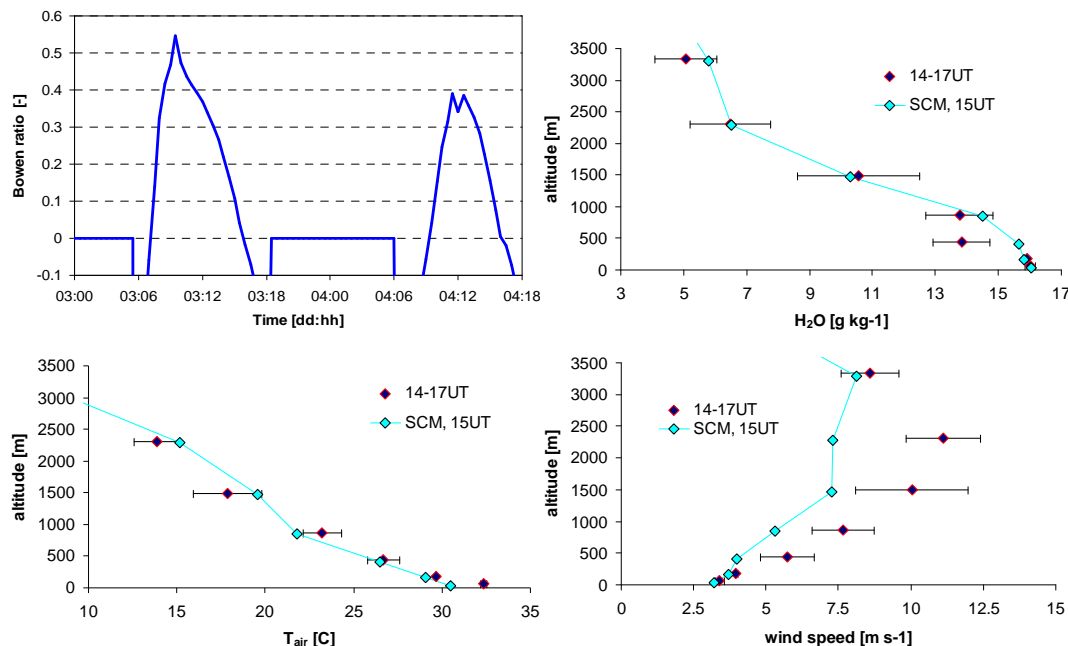 0.6
0.5
0.4
0.3
0.2
0.1
0
-0.1
Bowen ratio [-]
03:00 03:06 03:12 03:18 04:00 04:06 04:12 04:18
Time [dd:hh]
3500
3000
2500
2000
1500
1000
500
0
altitude [m]
14-17UT
SCM, 15UT
3 5 7 9 11 13 15 17
H₂O [g kg-1]
3500
3000
2500
2000
1500
1000
500
0
altitude [m]
14-17UT
SCM, 15UT
10 15 20 25 30 35
T_air [C]
3500
3000
2500
2000
1500
1000
500
0
altitude [m]
14-17UT
SCM, 15UT
0 2.5 5 7.5 10 12.5 15
wind speed [m s-1]